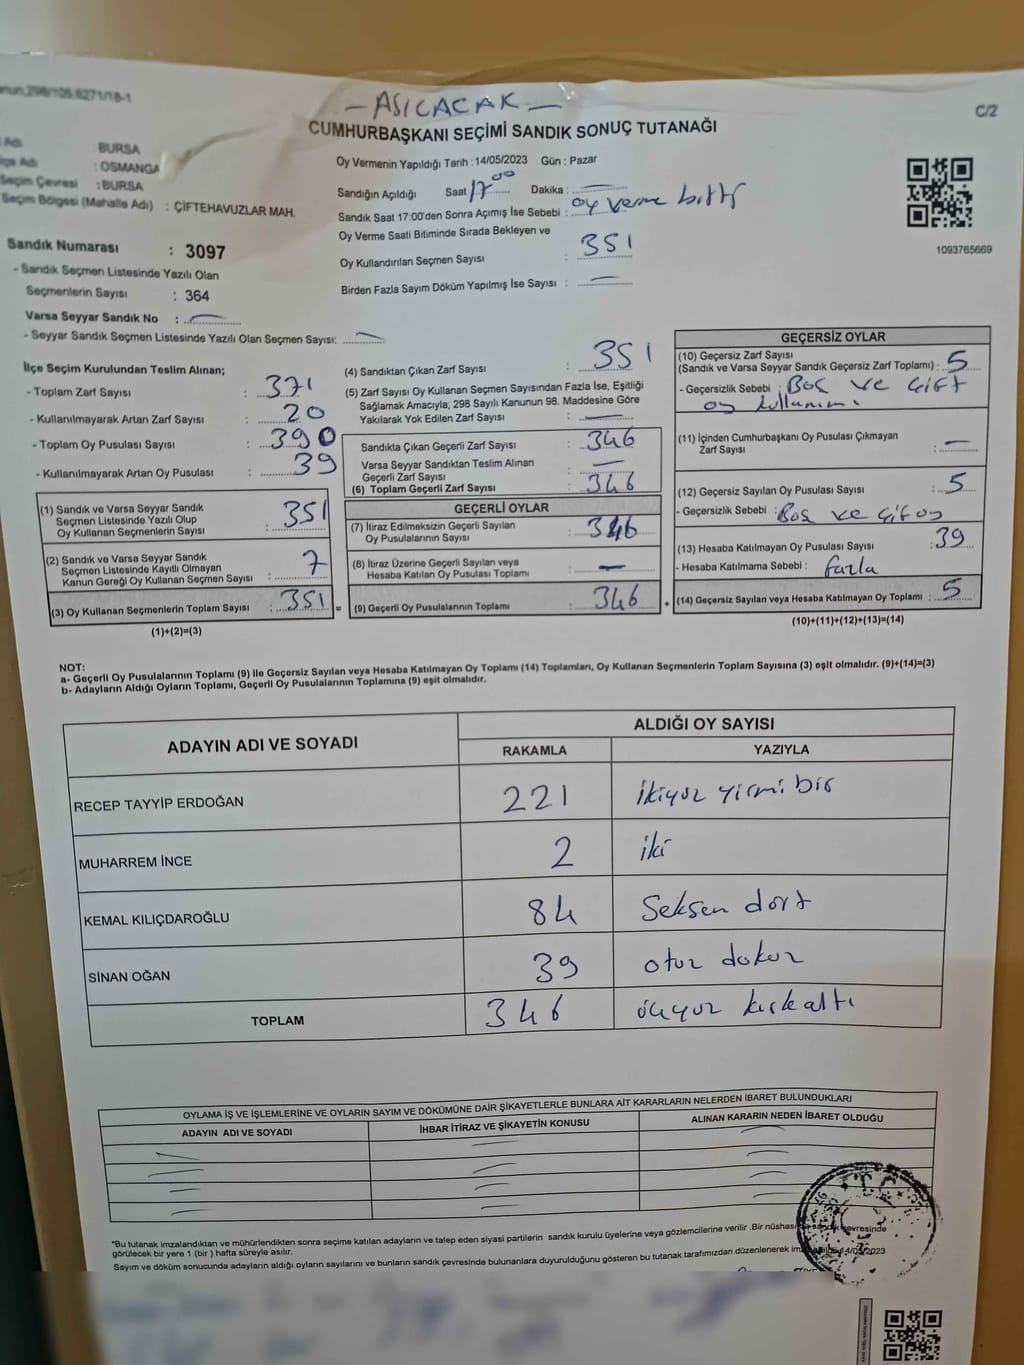 - ASILACAK -
CUMHURBAŞKANI SEÇİMİ SANDIK SONUÇ TUTANAĞI
C/2
Adı : BURSA
İlçe Adı : OSMANGA
Seçim Çevresi : BURSA
Seçim Bölgesi (Mahalle Adı) : ÇİFTEHAVUZLAR MAH.
Sandık Numarası : 3097
- Sandık Seçmen Listesinde Yazılı Olan
Seçmenlerin Sayısı : 364
Varsa Seyyar Sandık No :
- Seyyar Sandık Seçmen Listesinde Yazılı Olan Seçmen Sayısı:
Oy Vermenin Yapıldığı Tarih : 14/05/2023 Gün : Pazar
Sandığın Açıldığı Saat 17 00 Dakika :
Sandık Saat 17:00'den Sonra Açımış İse Sebebi : oy verme bitti
Oy Verme Saati Bitiminde Sırada Bekleyen ve
Oy Kullandırılan Seçmen Sayısı : 351
Birden Fazla Sayım Döküm Yapılmış İse Sayısı :
1093765669
İlçe Seçim Kurulundan Teslim Alınan;
- Toplam Zarf Sayısı : 371
- Kullanılmayarak Artan Zarf Sayısı : 20
- Toplam Oy Pusulası Sayısı : 390
- Kullanılmayarak Artan Oy Pusulası : 39
(1) Sandık ve Varsa Seyyar Sandık
Seçmen Listesinde Yazılı Olup
Oy Kullanan Seçmenlerin Sayısı : 351
(2) Sandık ve Varsa Seyyar Sandık
Seçmen Listesinde Kayıtlı Olmayan
Kanun Gereği Oy Kullanan Seçmen Sayısı : 7
(3) Oy Kullanan Seçmenlerin Toplam Sayısı : 351 =
(1)+(2)=(3)
(4) Sandıktan Çıkan Zarf Sayısı : 351
(5) Zarf Sayısı Oy Kullanan Seçmen Sayısından Fazla İse, Eşitliği
Sağlamak Amacıyla; 298 Sayılı Kanunun 98. Maddesine Göre
Yakılarak Yok Edilen Zarf Sayısı :
Sandıkta Çıkan Geçerli Zarf Sayısı : 346
Varsa Seyyar Sandıktan Teslim Alınan
Geçerli Zarf Sayısı :
(6) Toplam Geçerli Zarf Sayısı : 346
GEÇERLİ OYLAR
(7) İtiraz Edilmeksizin Geçerli Sayılan
Oy Pusulalarının Sayısı : 346
(8) İtiraz Üzerine Geçerli Sayılan veya
Hesaba Katılan Oy Pusulası Toplamı :
(9) Geçerli Oy Pusulalarının Toplamı : 346 +
GEÇERSİZ OYLAR
(10) Geçersiz Zarf Sayısı
(Sandık ve Varsa Seyyar Sandık Geçersiz Zarf Toplamı) : 5
- Geçersizlik Sebebi : Boş ve çift
oy kullanımı
(11) İçinden Cumhurbaşkanı Oy Pusulası Çıkmayan
Zarf Sayısı :
(12) Geçersiz Sayılan Oy Pusulası Sayısı : 5
- Geçersizlik Sebebi : Boş ve çift oy
(13) Hesaba Katılmayan Oy Pusulası Sayısı : 39
- Hesaba Katılmama Sebebi : fazla
(14) Geçersiz Sayılan veya Hesaba Katılmayan Oy Toplamı : 5
(10)+(11)+(12)+(13)=(14)
NOT:
a- Geçerli Oy Pusulalarının Toplamı (9) ile Geçersiz Sayılan veya Hesaba Katılmayan Oy Toplamı (14) Toplamları, Oy Kullanan Seçmenlerin Toplam Sayısına (3) eşit olmalıdır. (9)+(14)=(3)
b- Adayların Aldığı Oyların Toplamı, Geçerli Oy Pusulalarının Toplamına (9) eşit olmalıdır.
ADAYIN ADI VE SOYADI ALDIĞI OY SAYISI
RAKAMLA YAZIYLA
RECEP TAYYİP ERDOĞAN 221 ikiyüz yirmi bir
MUHARREM İNCE 2 iki
KEMAL KILIÇDAROĞLU 84 Seksen dört
SİNAN OĞAN 39 otuz dokuz
TOPLAM 346 üçyüz kırkaltı
OYLAMA İŞ VE İŞLEMLERİNE VE OYLARIN SAYIM VE DÖKÜMÜNE DAİR ŞİKAYETLERLE BUNLARA AİT KARARLARIN NELERDEN İBARET BULUNDUKLARI
ADAYIN ADI VE SOYADI İHBAR İTİRAZ VE ŞİKAYETİN KONUSU ALINAN KARARIN NEDEN İBARET OLDUĞU
*Bu tutanak imzalandıktan ve mühürlendikten sonra seçime katılan adayların ve talep eden siyasi partilerin sandık kurulu üyelerine veya gözlemcilerine verilir .Bir nüshası sandık çevresinde
görülecek bir yere 1 (bir ) hafta süreyle asılır.
Sayım ve döküm sonucunda adayların aldığı oyların sayılarını ve bunların sandık çevresinde bulunanlara duyurulduğunu gösteren bu tutanak tarafımızdan düzenlenerek 14/05/2023